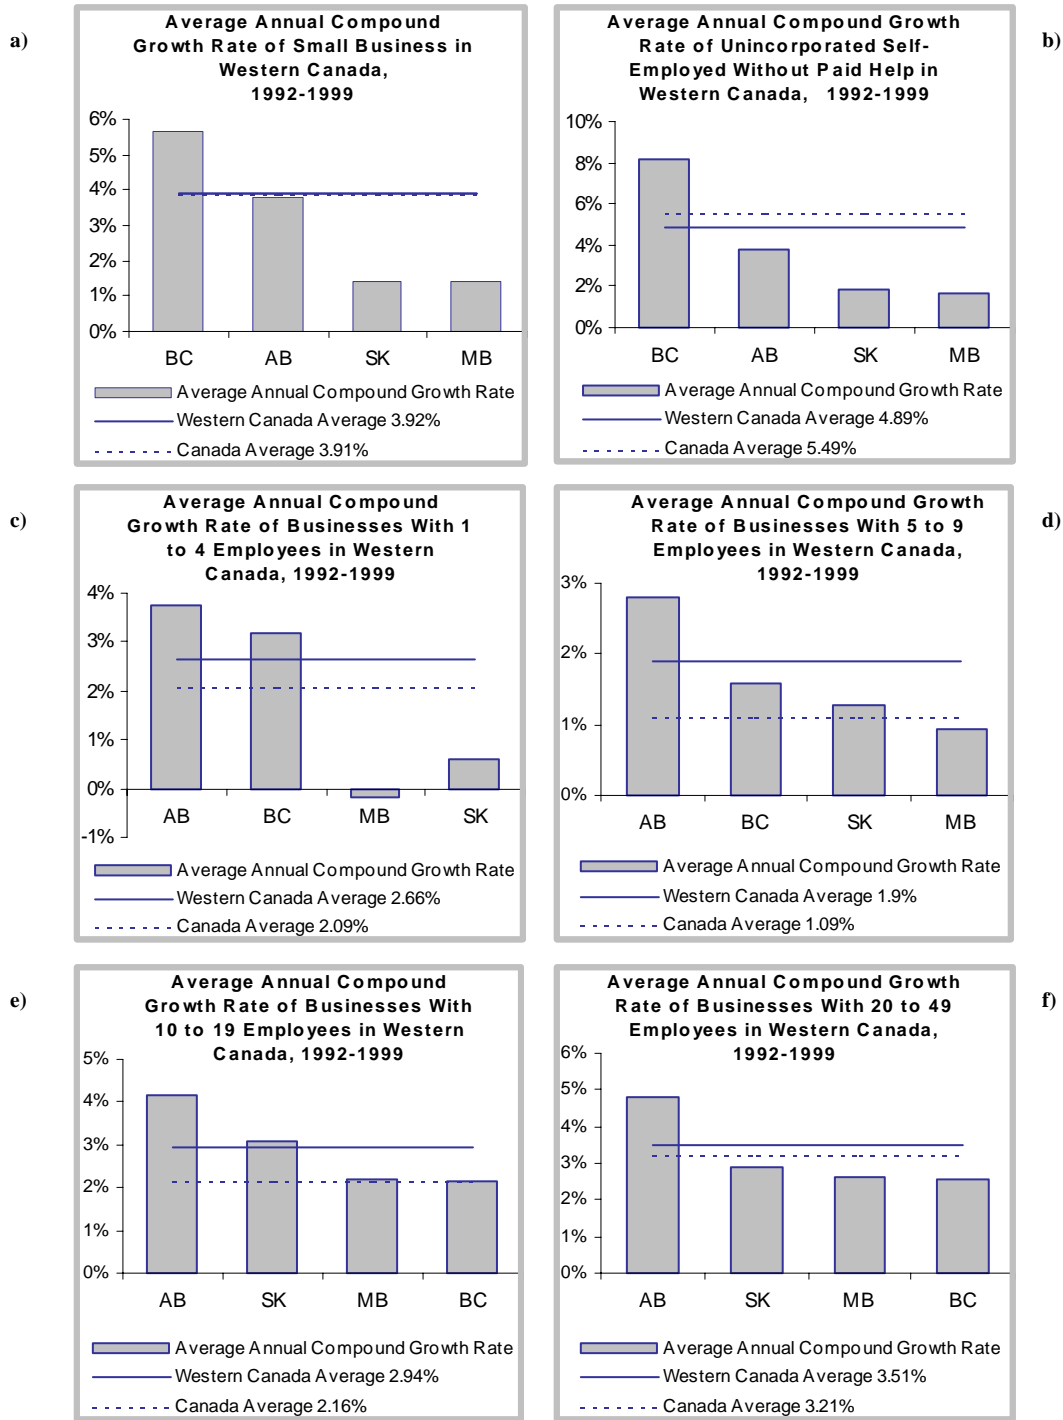 a)
Average Annual Compound
Growth Rate of Small Business in
Western Canada,
1992-1999
6%
5%
4%
3%
2%
1%
0%
BC AB SK MB
Average Annual Compound Growth Rate
Western Canada Average 3.92%
Canada Average 3.91%
b)
Average Annual Compound Growth
Rate of Unincorporated Self-
Employed Without Paid Help in
Western Canada, 1992-1999
10%
8%
6%
4%
2%
0%
BC AB SK MB
Average Annual Compound Growth Rate
Western Canada Average 4.89%
Canada Average 5.49%
c)
Average Annual Compound
Growth Rate of Businesses With 1
to 4 Employees in Western
Canada, 1992-1999
4%
3%
2%
1%
0%
-1%
AB BC MB SK
Average Annual Compound Growth Rate
Western Canada Average 2.66%
Canada Average 2.09%
d)
Average Annual Compound Growth
Rate of Businesses With 5 to 9
Employees in Western Canada,
1992-1999
3%
2%
1%
0%
AB BC SK MB
Average Annual Compound Growth Rate
Western Canada Average 1.9%
Canada Average 1.09%
e)
Average Annual Compound
Growth Rate of Businesses With
10 to 19 Employees in Western
Canada, 1992-1999
5%
4%
3%
2%
1%
0%
AB SK MB BC
Average Annual Compound Growth Rate
Western Canada Average 2.94%
Canada Average 2.16%
f)
Average Annual Compound Growth
Rate of Businesses With 20 to 49
Employees in Western Canada,
1992-1999
6%
5%
4%
3%
2%
1%
0%
AB SK MB BC
Average Annual Compound Growth Rate
Western Canada Average 3.51%
Canada Average 3.21%